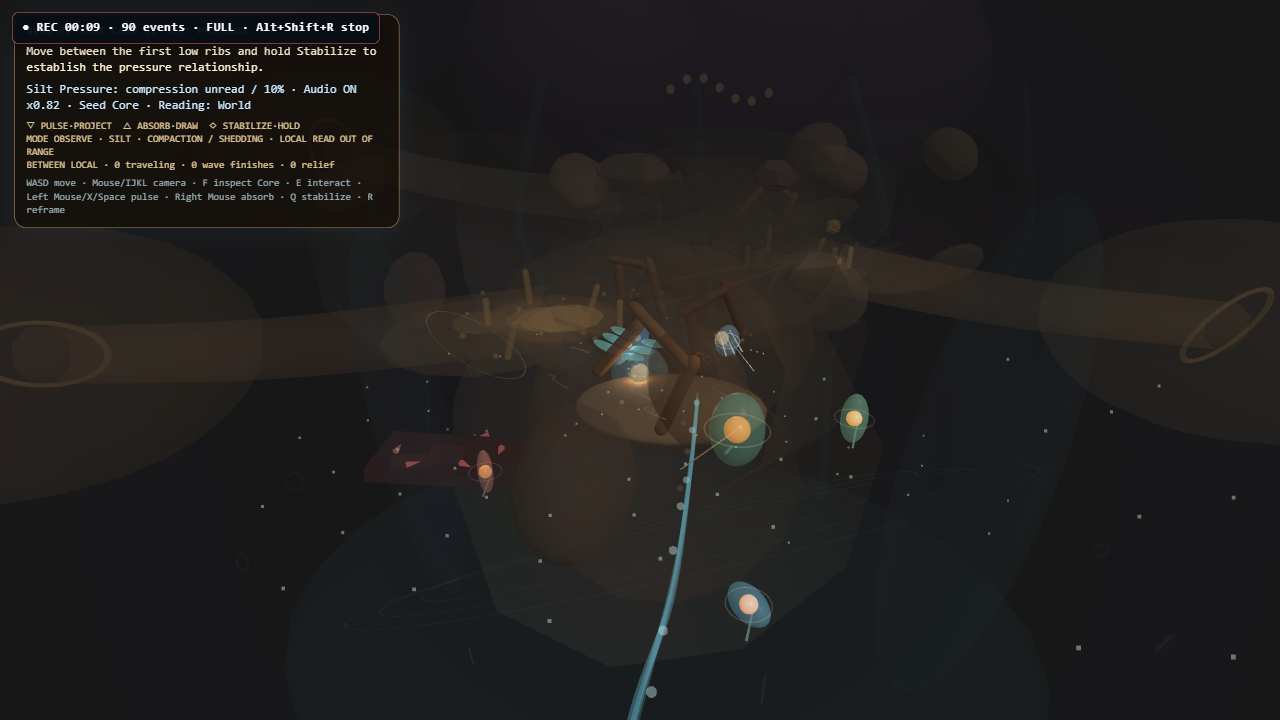 ● REC 00:09 · 90 events · FULL · Alt+Shift+R stop
Move between the first low ribs and hold Stabilize to
establish the pressure relationship.
Silt Pressure: compression unread / 10% · Audio ON
x0.82 · Seed Core · Reading: World
▽ PULSE·PROJECT △ ABSORB·DRAW ◇ STABILIZE·HOLD
MODE OBSERVE · SILT · COMPACTION / SHEDDING · LOCAL READ OUT OF
RANGE
BETWEEN LOCAL · 0 traveling · 0 wave finishes · 0 relief
WASD move · Mouse/IJKL camera · F inspect Core · E interact ·
Left Mouse/X/Space pulse · Right Mouse absorb · Q stabilize · R
reframe